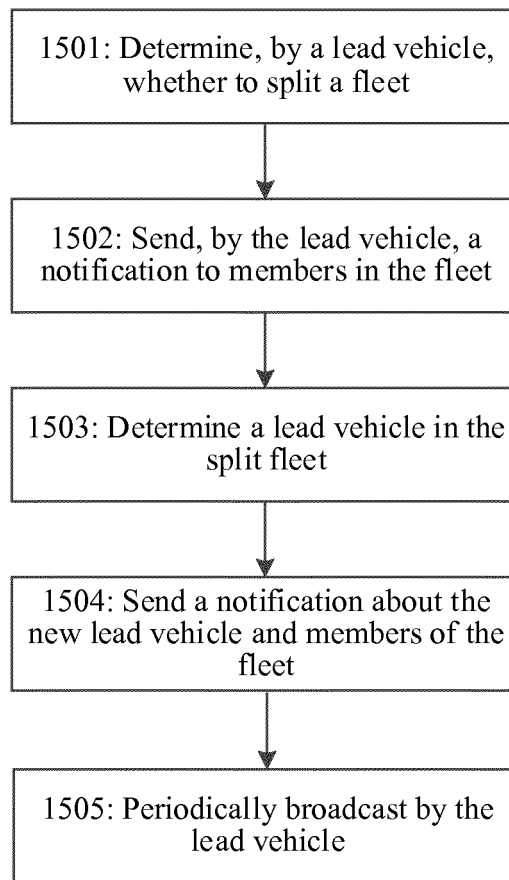 1501: Determine, by a lead vehicle,
whether to split a fleet
1502: Send, by the lead vehicle, a
notification to members in the fleet
1503: Determine a lead vehicle in the
split fleet
1504: Send a notification about the
new lead vehicle and members of the
fleet
1505: Periodically broadcast by the
lead vehicle